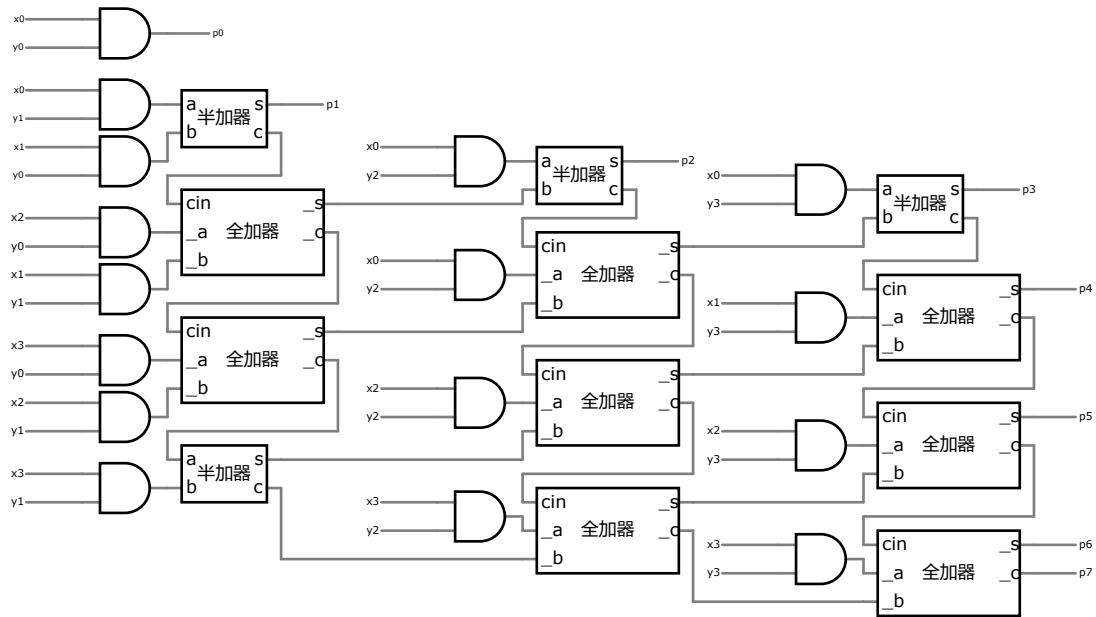 x0
y0
p0
x0
y1
x1
y0
a s
半加器
b c
p1
x2
y0
x1
y1
cin _s
_a 全加器 _c
_b
x3
y0
x2
y1
cin _s
_a 全加器 _c
_b
x3
y1
a s
半加器
b c
x0
y2
a s
半加器
b c
p2
x0
y2
cin _s
_a 全加器 _c
_b
x2
y2
cin _s
_a 全加器 _c
_b
x3
y2
cin _s
_a 全加器 _c
_b
x0
y3
a s
半加器
b c
p3
x1
y3
cin _s
_a 全加器 _c
_b
p4
x2
y3
cin _s
_a 全加器 _c
_b
p5
x3
y3
cin _s
_a 全加器 _c
_b
p6
p7